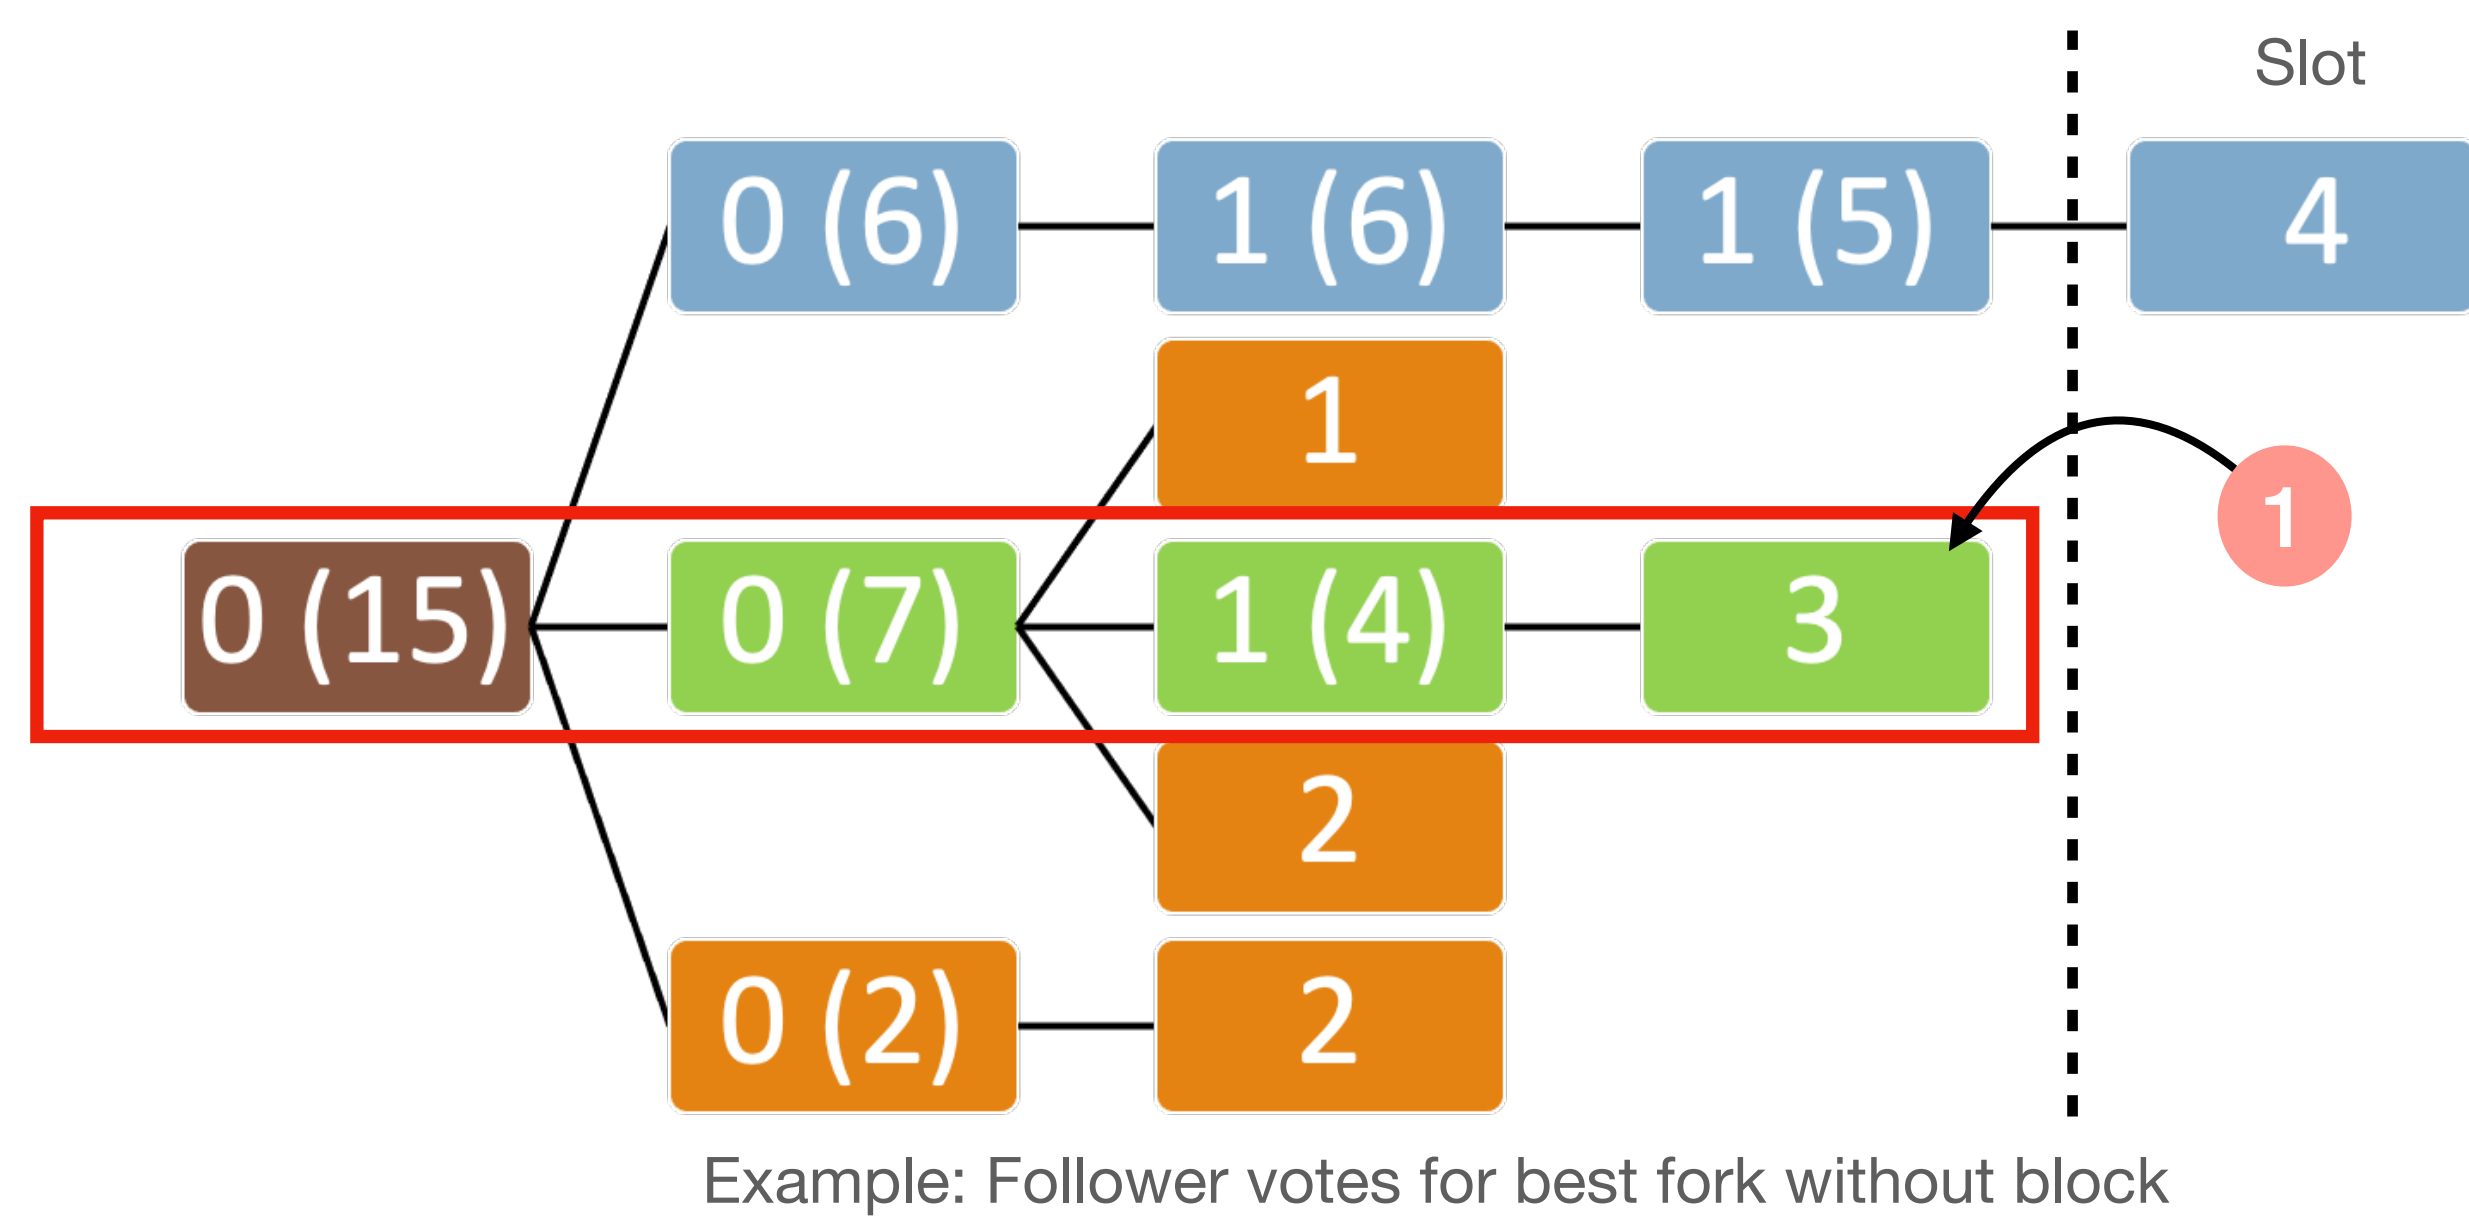 Slot
0 (6) 1 (6) 1 (5) 4
1
1
0 (15) 0 (7) 1 (4) 3
2
0 (2) 2
Example: Follower votes for best fork without block